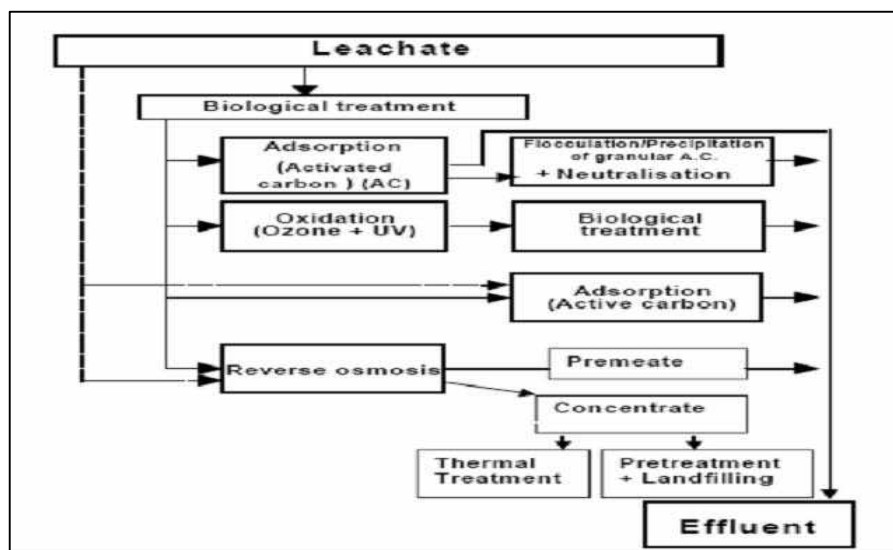 Leachate
Biological treatment
Adsorption
(Activated
carbon ) (AC)
Flocculation/Precipitation
of granular A.C.
+ Neutralisation
Oxidation
(Ozone + UV)
Biological
treatment
Adsorption
(Active carbon)
Reverse osmosis
Premeate
Concentrate
Thermal
Treatment
Pretreatment
+ Landfilling
Effluent